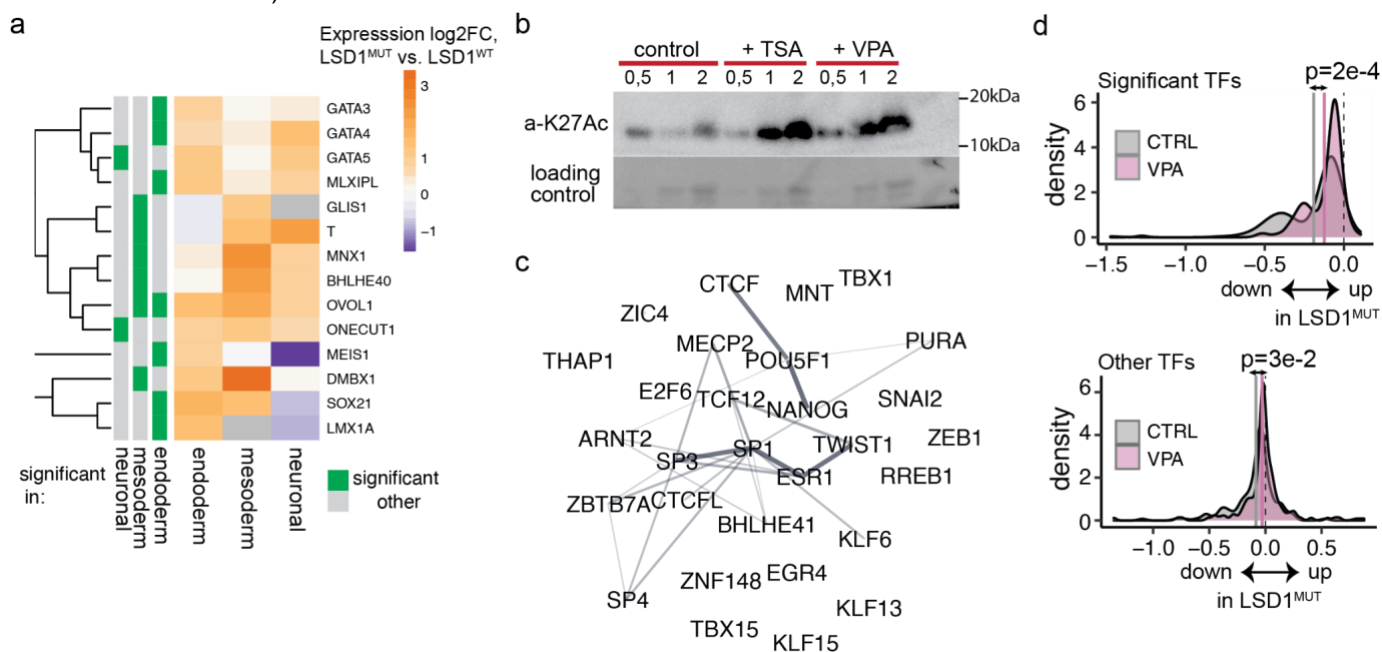 a
Expresssion log2FC,
LSD1MUT vs. LSD1WT
3
1
0
−1
GATA3
GATA4
GATA5
MLXIPL
GLIS1
T
MNX1
BHLHE40
OVOL1
ONECUT1
MEIS1
DMBX1
SOX21
LMX1A
significant
in:
neuronal
mesoderm
endoderm
endoderm
mesoderm
neuronal
significant
other
b
control + TSA + VPA
0,5 1 2 0,5 1 2 0,5 1 2
a-K27Ac
20kDa
10kDa
loading
control
c
CTCF
MNT
TBX1
ZIC4
MECP2
POU5F1
PURA
THAP1
E2F6
TCF12
NANOG
SNAI2
ARNT2
SP3
SP1
TWIST1
ZEB1
ESR1
RREB1
ZBTB7A
CTCFL
BHLHE41
KLF6
ZNF148
EGR4
SP4
KLF13
TBX15
KLF15
d
Significant TFs
p=2e-4
CTRL
VPA
density
6
4
2
0
−1.5 −1.0 −0.5 0.0
down up
in LSD1MUT
Other TFs
p=3e-2
CTRL
VPA
density
6
4
2
0
−1.0 −0.5 0.0 0.5
down up
in LSD1MUT